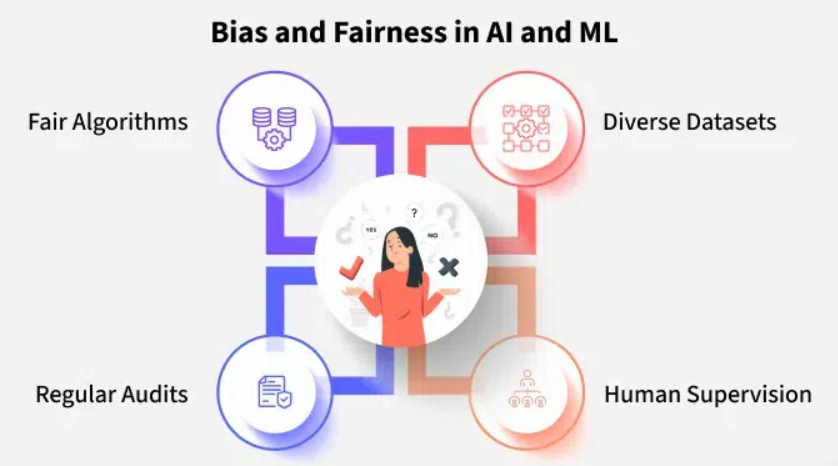 Bias and Fairness in AI and ML
Fair Algorithms
Diverse Datasets
?
YES
NO
Regular Audits
Human Supervision